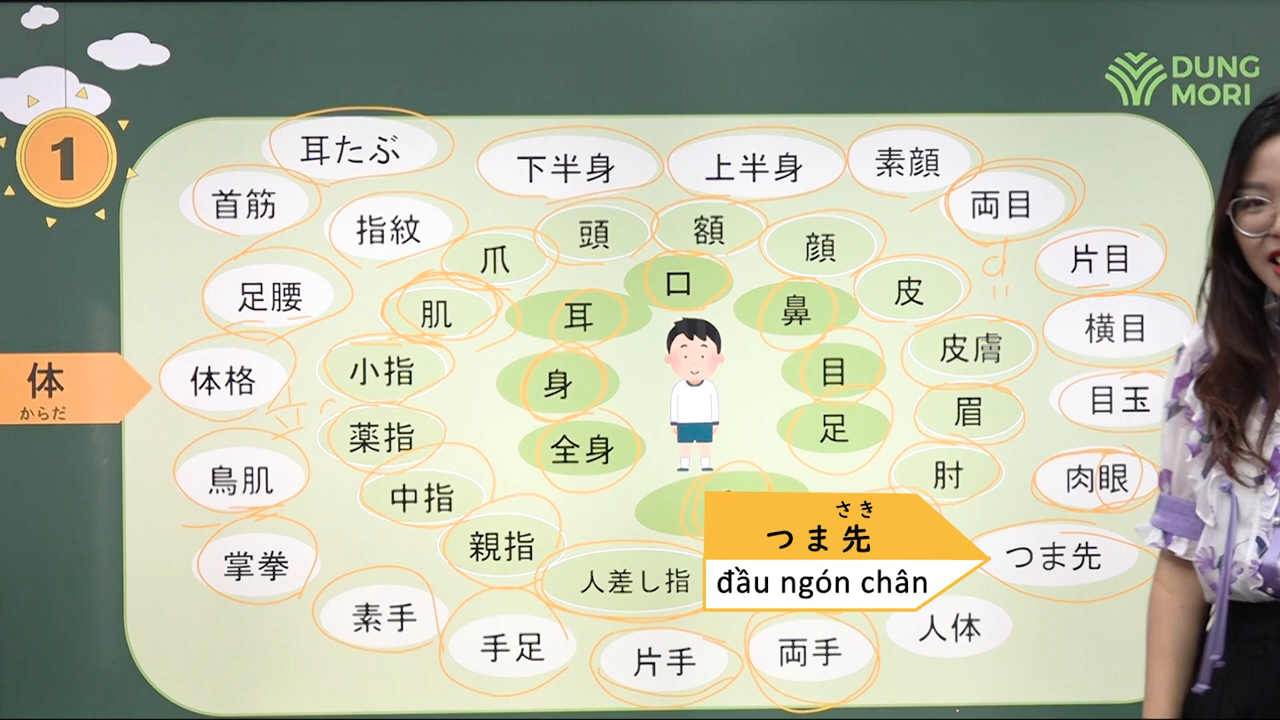 DUNG
MORI
1
体
からだ
耳たぶ
下半身
上半身
素顔
首筋
指紋
両目
爪
頭
額
顔
片目
足腰
肌
耳
口
鼻
皮
横目
体格
小指
身
目
皮膚
目玉
薬指
全身
足
眉
鳥肌
中指
肘
肉眼
掌拳
親指
人差し指
つま先
さき
つま先
đầu ngón chân
素手
手足
片手
両手
人体